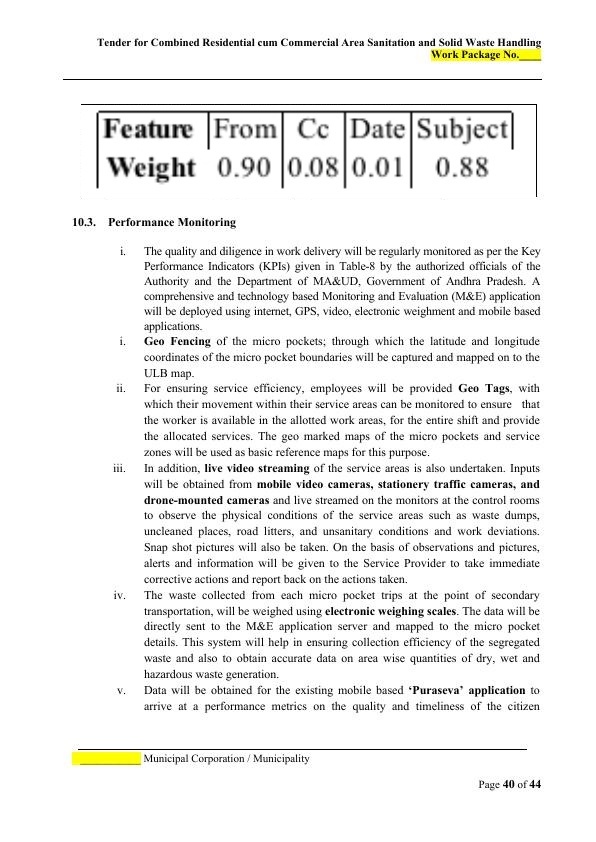 Tender for Combined Residential cum Commercial Area Sanitation and Solid Waste Handling
Work Package No.____
Feature From Cc Date Subject
Weight 0.90 0.08 0.01 0.88
10.3. Performance Monitoring
i. The quality and diligence in work delivery will be regularly monitored as per the Key
Performance Indicators (KPIs) given in Table-8 by the authorized officials of the
Authority and the Department of MA&UD, Government of Andhra Pradesh. A
comprehensive and technology based Monitoring and Evaluation (M&E) application
will be deployed using internet, GPS, video, electronic weighment and mobile based
applications.
i. Geo Fencing of the micro pockets; through which the latitude and longitude
coordinates of the micro pocket boundaries will be captured and mapped on to the
ULB map.
ii. For ensuring service efficiency, employees will be provided Geo Tags, with
which their movement within their service areas can be monitored to ensure that
the worker is available in the allotted work areas, for the entire shift and provide
the allocated services. The geo marked maps of the micro pockets and service
zones will be used as basic reference maps for this purpose.
iii. In addition, live video streaming of the service areas is also undertaken. Inputs
will be obtained from mobile video cameras, stationery traffic cameras, and
drone-mounted cameras and live streamed on the monitors at the control rooms
to observe the physical conditions of the service areas such as waste dumps,
uncleaned places, road litters, and unsanitary conditions and work deviations.
Snap shot pictures will also be taken. On the basis of observations and pictures,
alerts and information will be given to the Service Provider to take immediate
corrective actions and report back on the actions taken.
iv. The waste collected from each micro pocket trips at the point of secondary
transportation, will be weighed using electronic weighing scales. The data will be
directly sent to the M&E application server and mapped to the micro pocket
details. This system will help in ensuring collection efficiency of the segregated
waste and also to obtain accurate data on area wise quantities of dry, wet and
hazardous waste generation.
v. Data will be obtained for the existing mobile based ‘Puraseva’ application to
arrive at a performance metrics on the quality and timeliness of the citizen
____________ Municipal Corporation / Municipality
Page 40 of 44